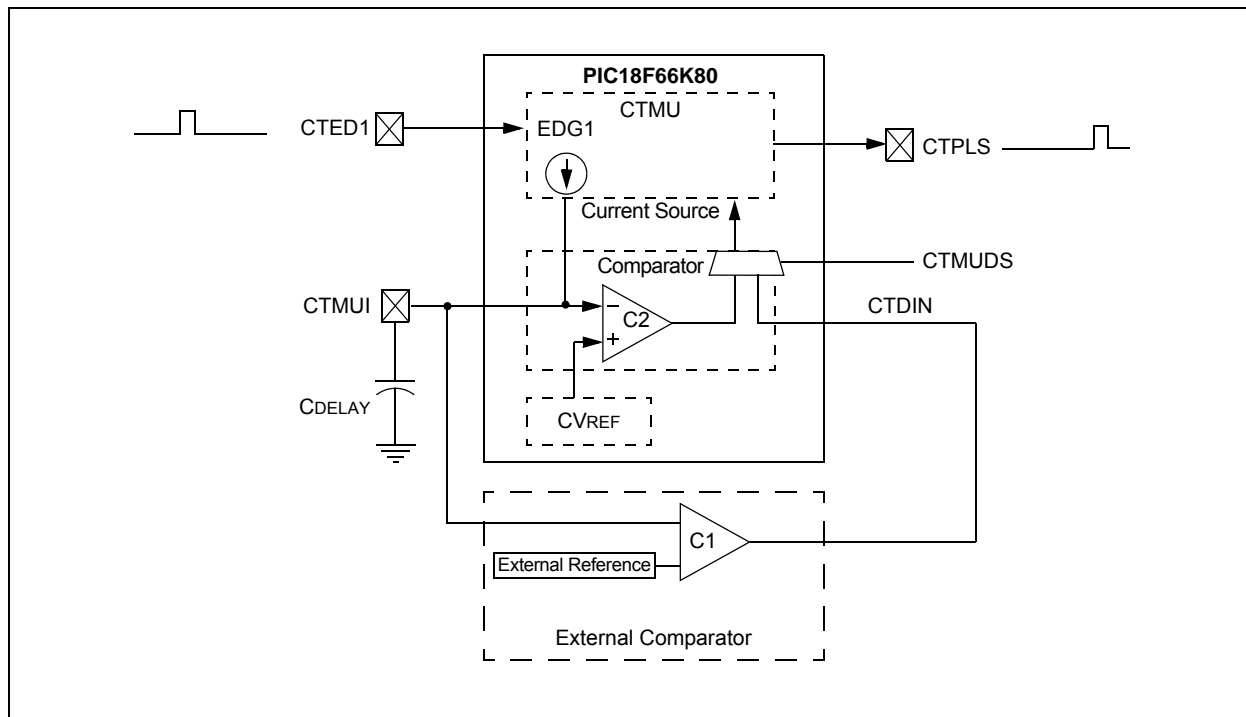 PIC18F66K80
CTMU
CTED1
EDG1
CTPLS
Current Source
Comparator
CTMUDS
CTMUI
–
C2
CTDIN
+
CDELAY
CVREF
C1
External Reference
External Comparator